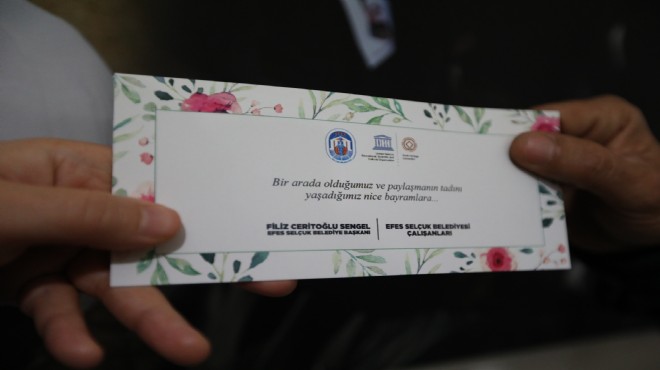 Bir arada olduğumuz ve paylaşmanın tadını
yaşadığımız nice bayramlara...
FİLİZ CERİTOĞLU SENGEL
EFES SELÇUK BELEDİYE BAŞKANI
EFES SELÇUK BELEDİYESİ
ÇALIŞANLARI